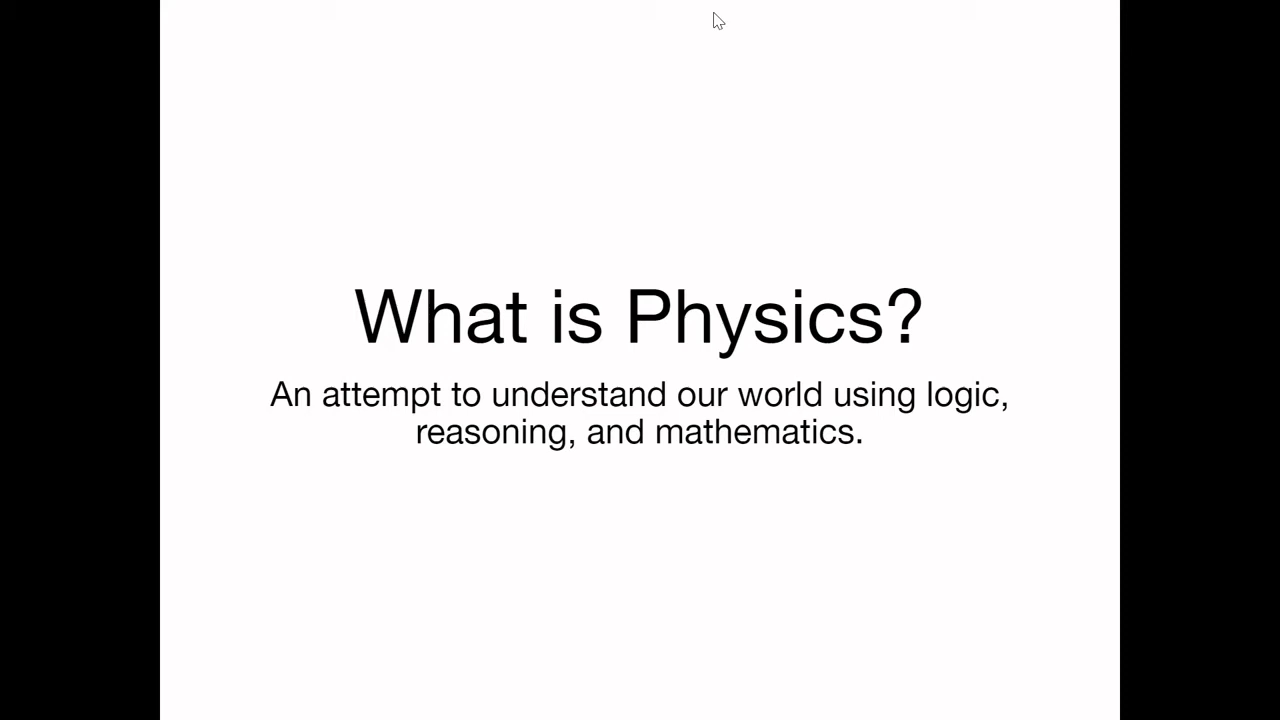 What is Physics?
An attempt to understand our world using logic,
reasoning, and mathematics.